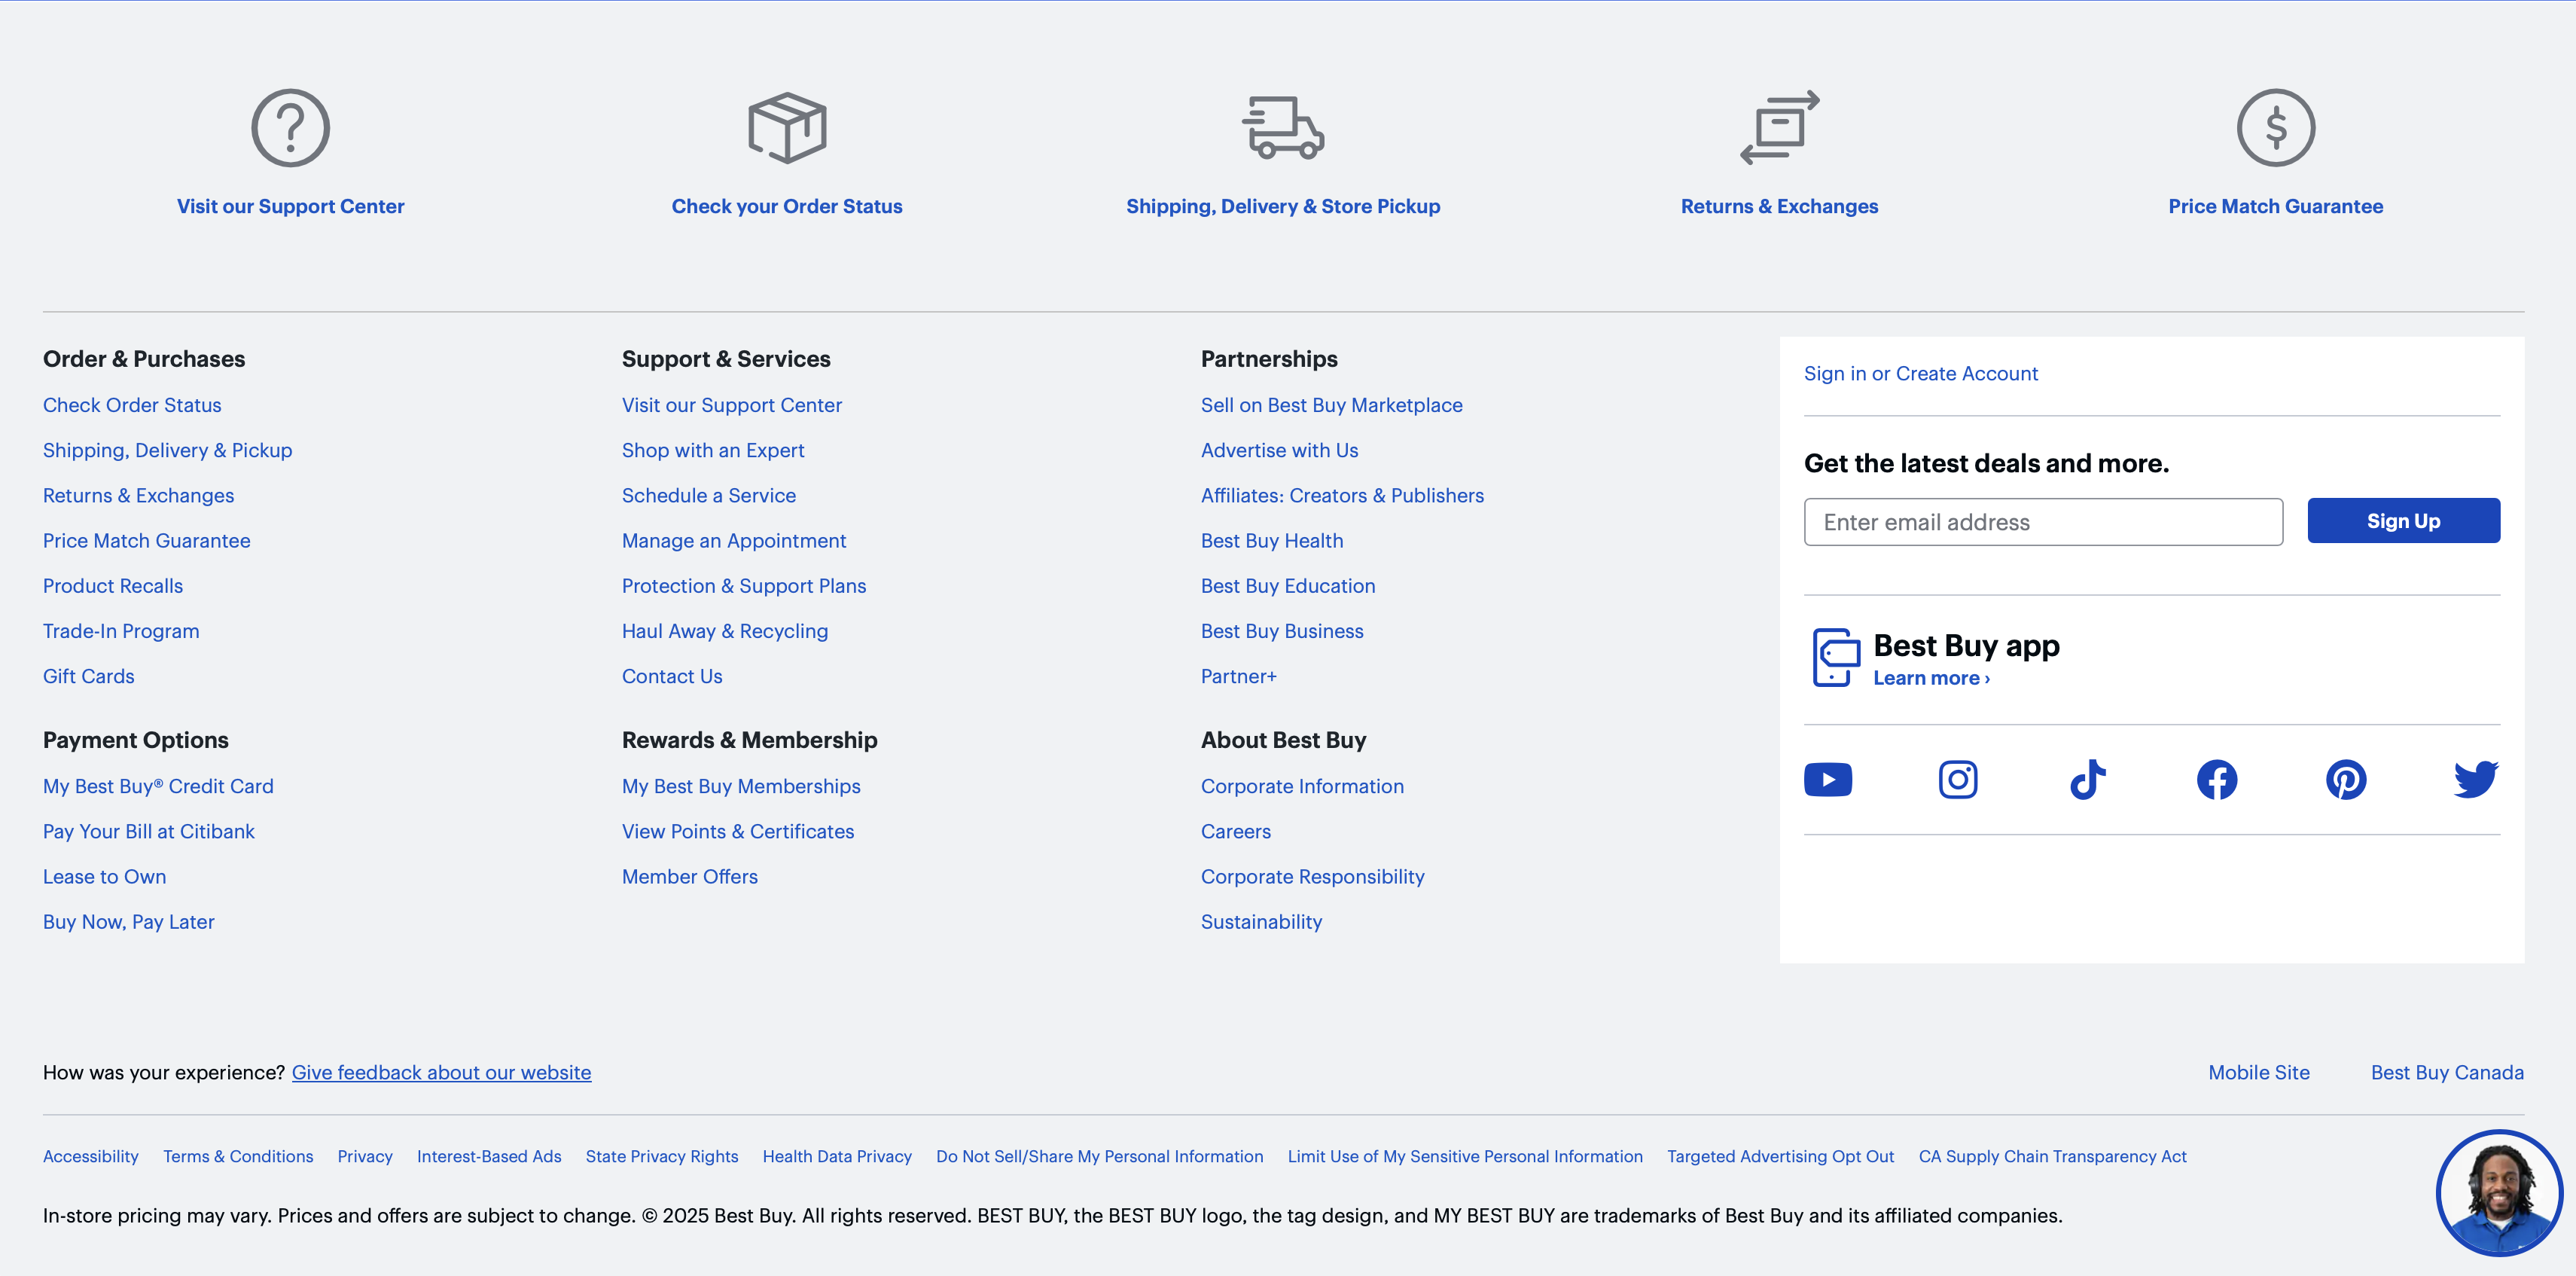 Visit our Support Center
Check your Order Status
Shipping, Delivery & Store Pickup
Returns & Exchanges
Price Match Guarantee
Order & Purchases
Check Order Status
Shipping, Delivery & Pickup
Returns & Exchanges
Price Match Guarantee
Product Recalls
Trade-In Program
Gift Cards
Payment Options
My Best Buy® Credit Card
Pay Your Bill at Citibank
Lease to Own
Buy Now, Pay Later
Support & Services
Visit our Support Center
Shop with an Expert
Schedule a Service
Manage an Appointment
Protection & Support Plans
Haul Away & Recycling
Contact Us
Rewards & Membership
My Best Buy Memberships
View Points & Certificates
Member Offers
Partnerships
Sell on Best Buy Marketplace
Advertise with Us
Affiliates: Creators & Publishers
Best Buy Health
Best Buy Education
Best Buy Business
Partner+
About Best Buy
Corporate Information
Careers
Corporate Responsibility
Sustainability
Sign in or Create Account
Get the latest deals and more.
Enter email address
Sign Up
Best Buy app
Learn more ›
How was your experience? Give feedback about our website
Mobile Site
Best Buy Canada
Accessibility Terms & Conditions Privacy Interest-Based Ads State Privacy Rights Health Data Privacy Do Not Sell/Share My Personal Information Limit Use of My Sensitive Personal Information Targeted Advertising Opt Out CA Supply Chain Transparency Act
In-store pricing may vary. Prices and offers are subject to change. © 2025 Best Buy. All rights reserved. BEST BUY, the BEST BUY logo, the tag design, and MY BEST BUY are trademarks of Best Buy and its affiliated companies.